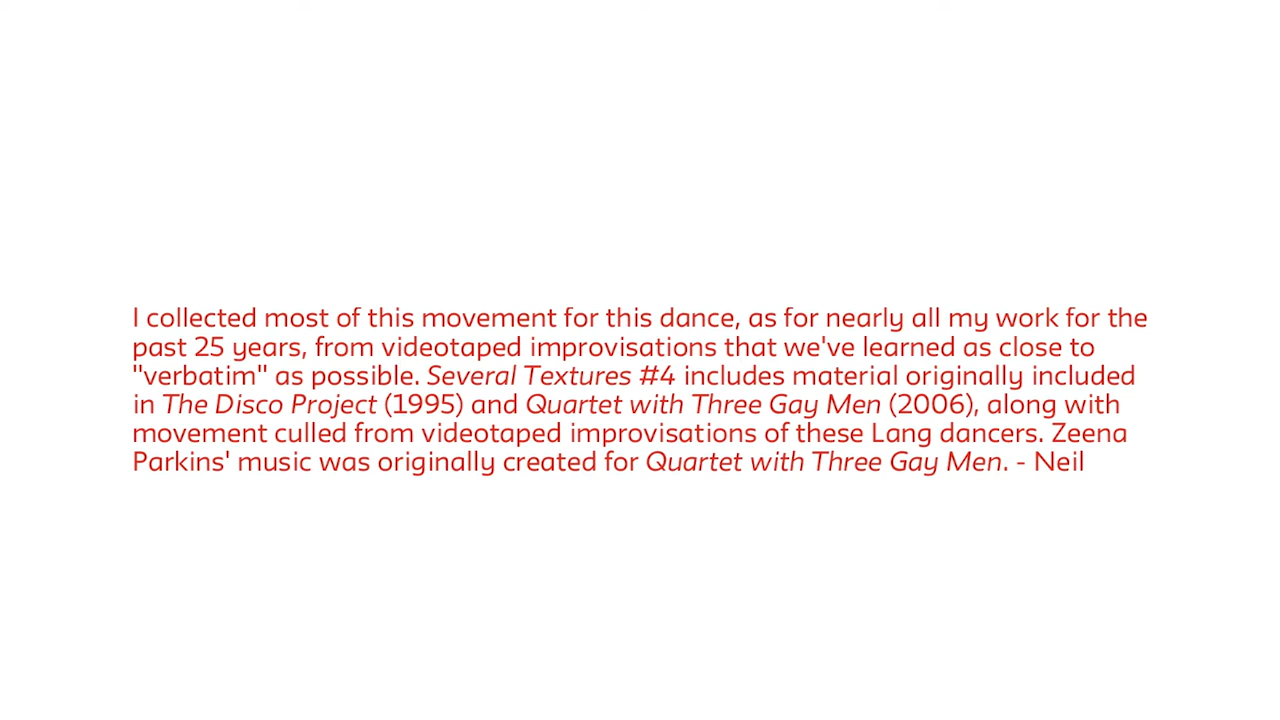 I collected most of this movement for this dance, as for nearly all my work for the
past 25 years, from videotaped improvisations that we've learned as close to
"verbatim" as possible. Several Textures #4 includes material originally included
in The Disco Project (1995) and Quartet with Three Gay Men (2006), along with
movement culled from videotaped improvisations of these Lang dancers. Zeena
Parkins' music was originally created for Quartet with Three Gay Men. - Neil